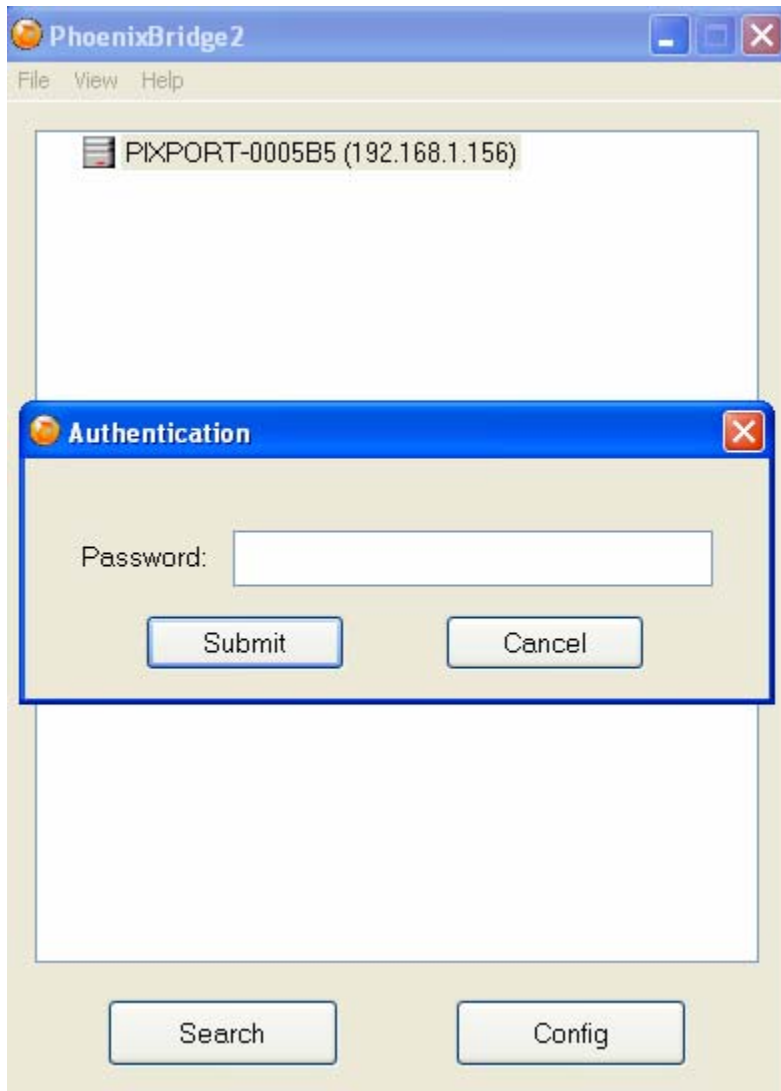 PhoenixBridge2
File View Help
PIXPORT-0005B5 (192.168.1.156)
Authentication
Password:
Submit Cancel
Search Config